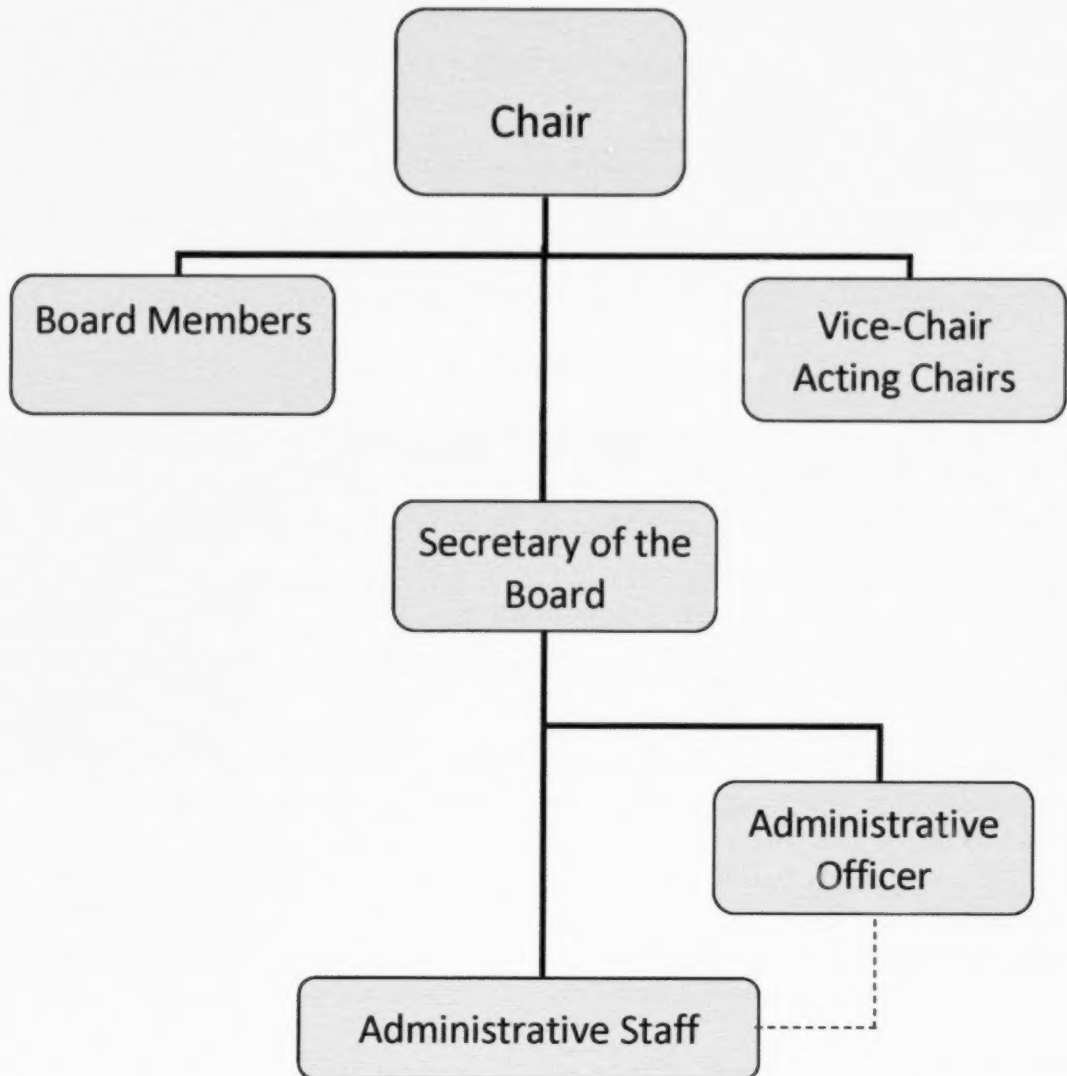 Chair
Board Members
Vice-Chair
Acting Chairs
Secretary of the
Board
Administrative
Officer
Administrative Staff